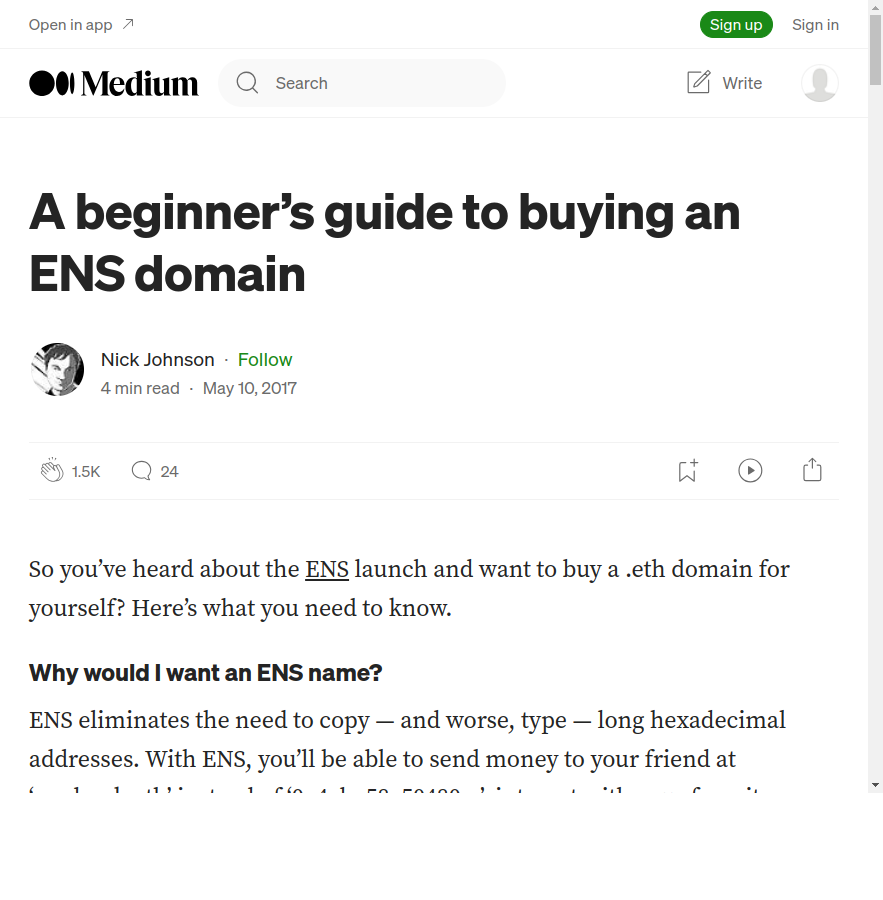 Open in app
Sign up
Sign in
Medium
Search
Write
A beginner’s guide to buying an
ENS domain
Nick Johnson · Follow
4 min read · May 10, 2017
1.5K
24
So you’ve heard about the ENS launch and want to buy a .eth domain for
yourself? Here’s what you need to know.
Why would I want an ENS name?
ENS eliminates the need to copy — and worse, type — long hexadecimal
addresses. With ENS, you’ll be able to send money to your friend at